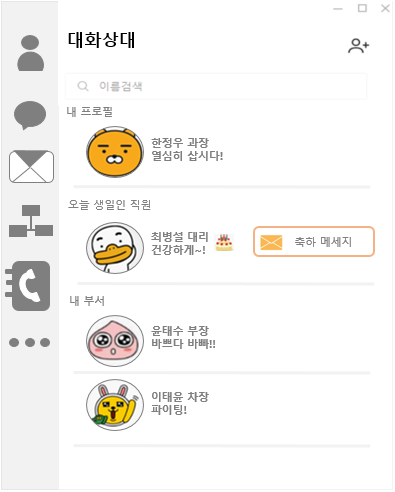 대화상대
이름검색
내 프로필
한정우 과장
열심히 삽시다!
오늘 생일인 직원
최병설 대리
건강하게~!
축하 메세지
내 부서
윤태수 부장
바쁘다 바빠!!
이태윤 차장
파이팅!